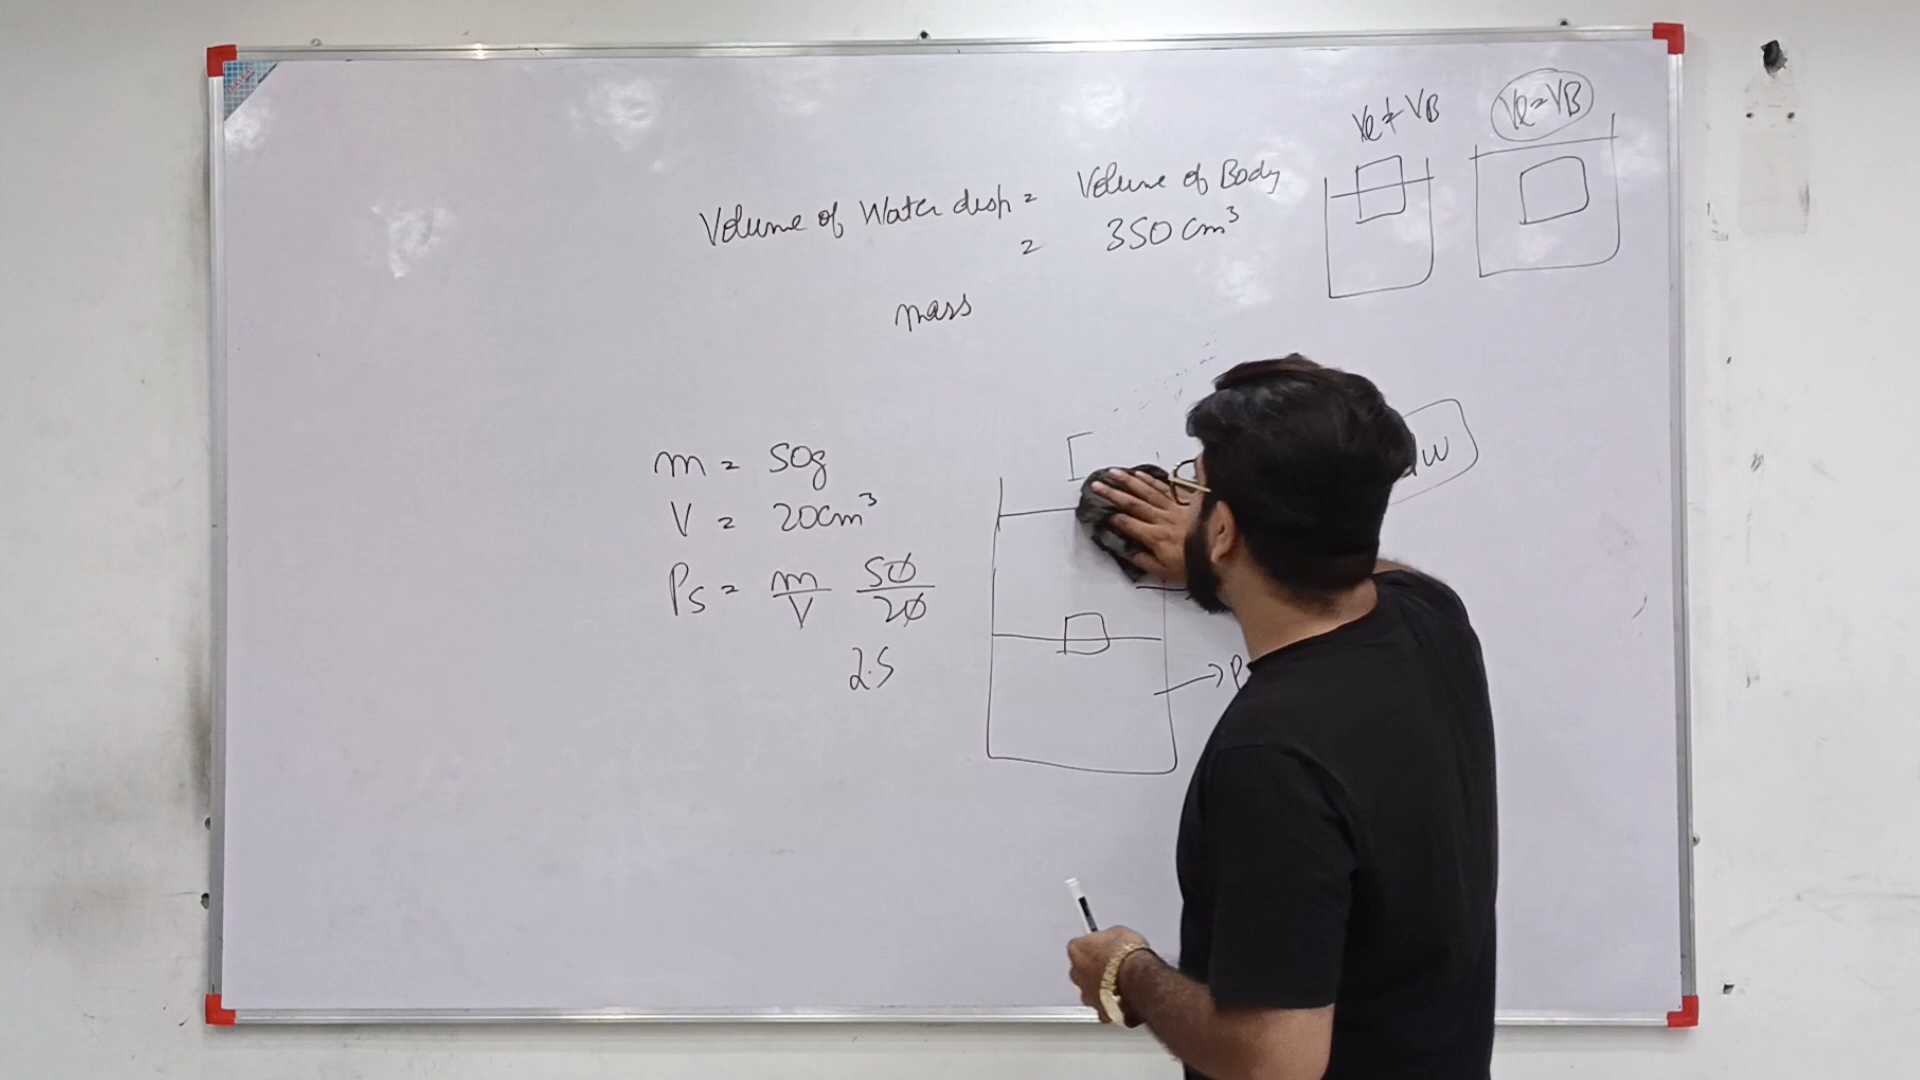 Vl ≠ VB
Vl = VB
Volume of Water disp = Volume of Body
= 350 cm³
mass
m = 50g
V = 20cm³
ρs = m/V 50/20
2.5
W